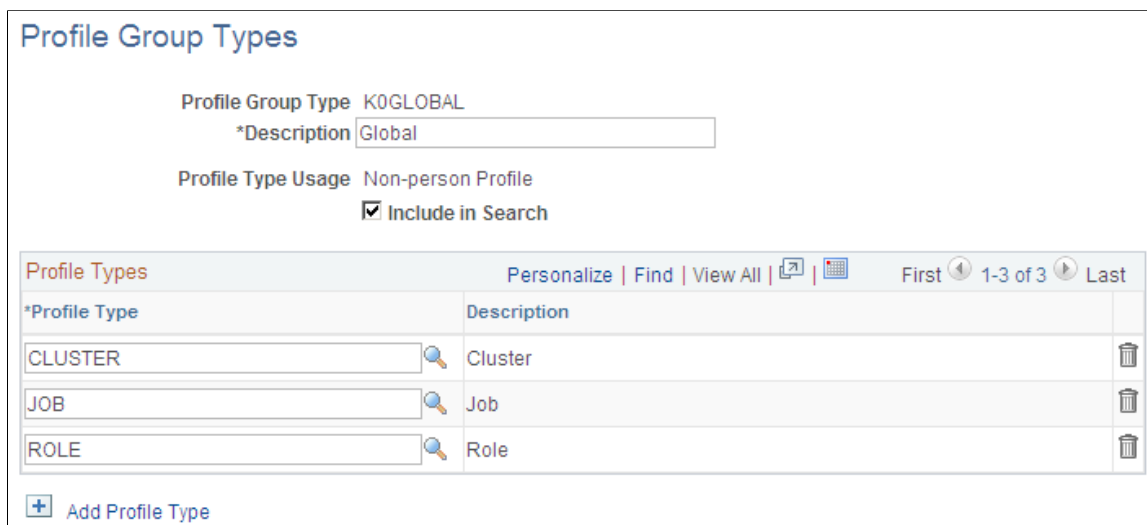 Profile Group Types
Profile Group Type K0GLOBAL
*Description Global
Profile Type Usage Non-person Profile
Include in Search
Profile Types Personalize | Find | View All | | First 1-3 of 3 Last
*Profile Type Description
CLUSTER Cluster
JOB Job
ROLE Role
Add Profile Type